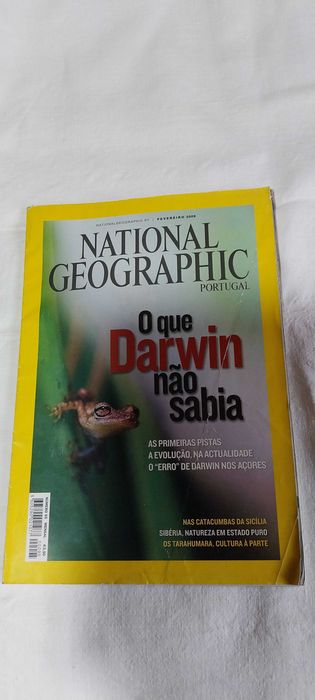 NATIONALGEOGRAPHIC.PT | FEVEREIRO 2009
NATIONAL
GEOGRAPHIC
PORTUGAL
O que
Darwin
não
sabia
AS PRIMEIRAS PISTAS
A EVOLUÇÃO, NA ACTUALIDADE
O “ERRO” DE DARWIN NOS AÇORES
NAS CATACUMBAS DA SICÍLIA
SIBÉRIA, NATUREZA EM ESTADO PURO
OS TARAHUMARA, CULTURA À PARTE